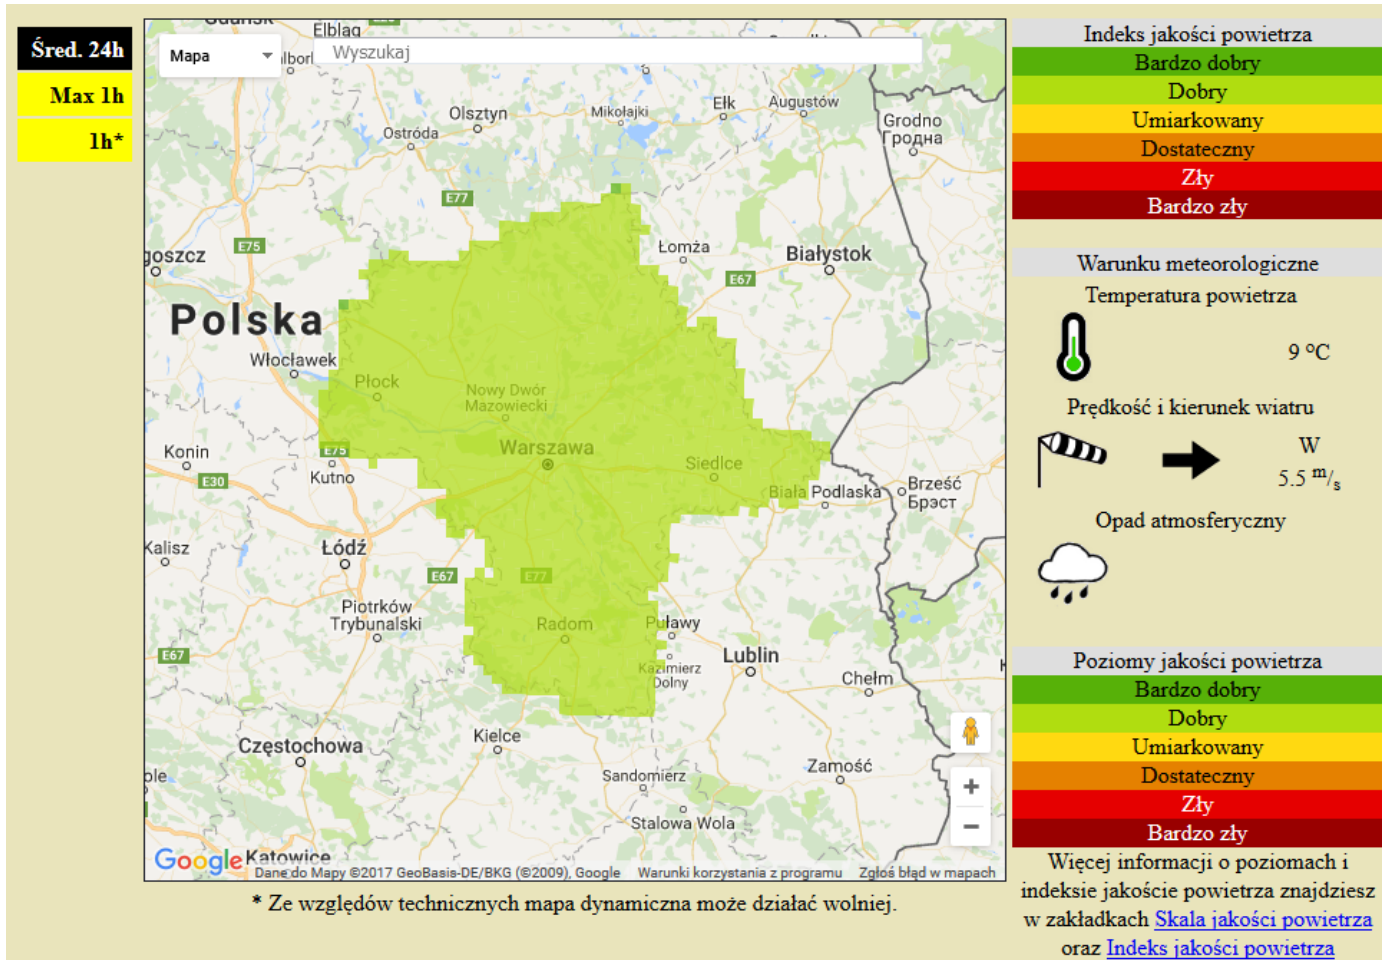 Śred. 24h
Max 1h
1h*
Mapa
Wyszukaj
Elbląg
Olsztyn
Mikołajki
Ełk
Augustów
Ostróda
Grodno
Гродна
E77
E75
Łomża
Białystok
goszcz
E67
Polska
Włocławek
Płock
Nowy Dwór
Mazowiecki
Warszawa
Siedlce
Konin
E75
Kutno
E30
Biała Podlaska
Brześć
Брэст
Kalisz
Łódź
E67
E77
Piotrków
Trybunalski
Radom
Puławy
E67
Kazimierz
Dolny
Lublin
Chełm
Częstochowa
Kielce
Sandomierz
Zamość
ole
Stalowa Wola
Google
Katowice
Dane do Mapy ©2017 GeoBasis-DE/BKG (©2009), Google
Warunki korzystania z programu
Zgłoś błąd w mapach
* Ze względów technicznych mapa dynamiczna może działać wolniej.
Indeks jakości powietrza
Bardzo dobry
Dobry
Umiarkowany
Dostateczny
Zły
Bardzo zły
Warunku meteorologiczne
Temperatura powietrza
9 °C
Prędkość i kierunek wiatru
W
5.5 m/s
Opad atmosferyczny
Poziomy jakości powietrza
Bardzo dobry
Dobry
Umiarkowany
Dostateczny
Zły
Bardzo zły
Więcej informacji o poziomach i
indeksie jakoście powietrza znajdziesz
w zakładkach Skala jakości powietrza
oraz Indeks jakości powietrza